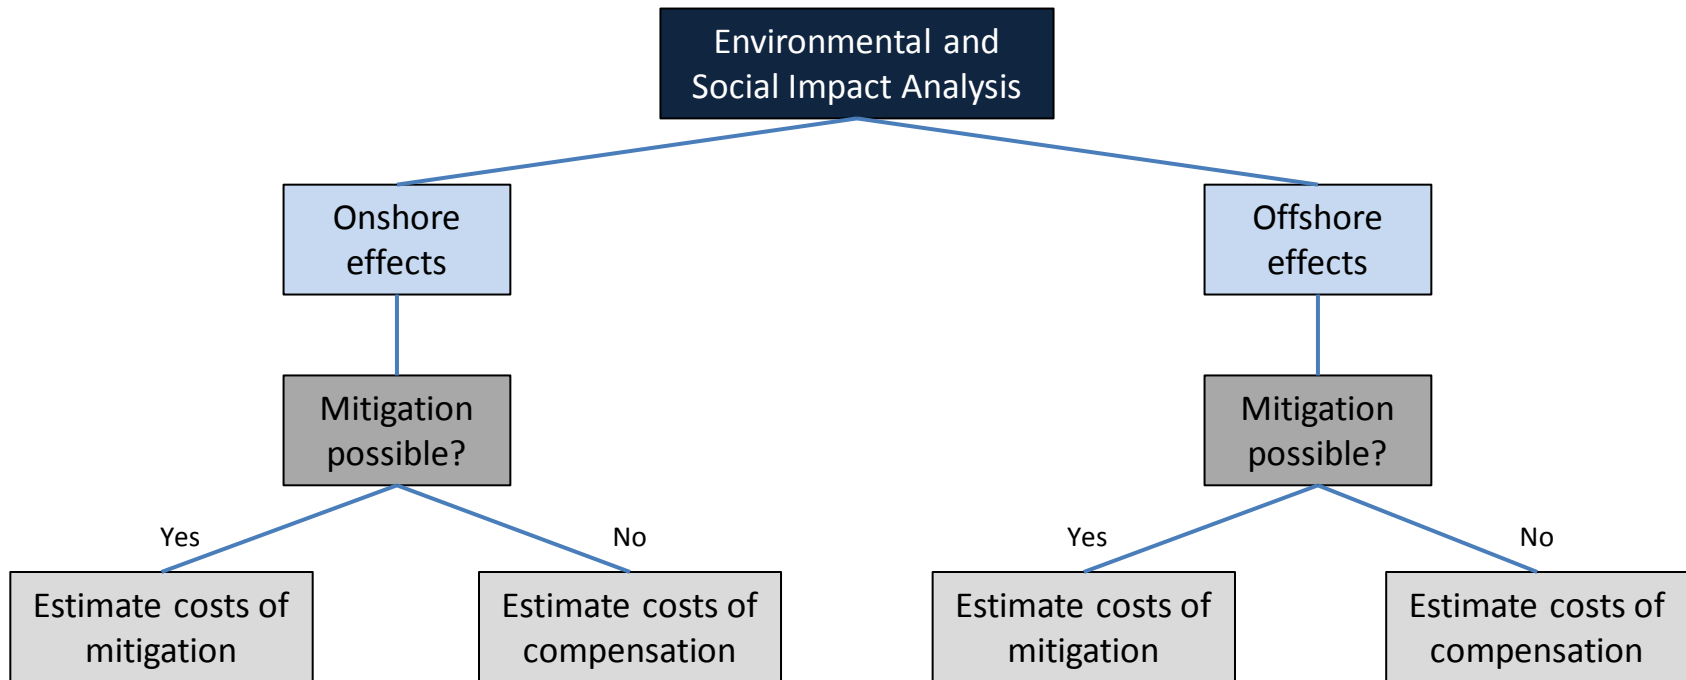 Environmental and
Social Impact Analysis
Onshore
effects
Offshore
effects
Mitigation
possible?
Mitigation
possible?
Yes
No
Yes
No
Estimate costs of
mitigation
Estimate costs of
compensation
Estimate costs of
mitigation
Estimate costs of
compensation